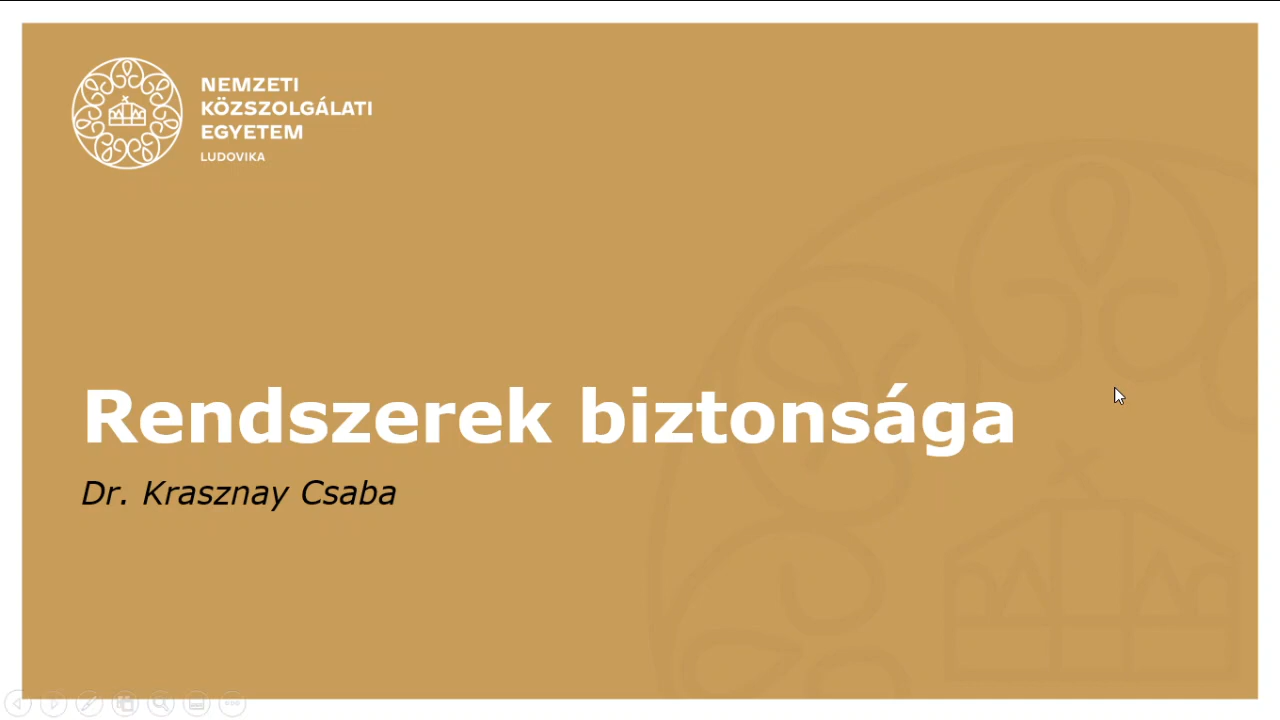 NEMZETI
KÖZSZOLGÁLATI
EGYETEM
LUDOVIKA
Rendszerek biztonsága
Dr. Krasznay Csaba